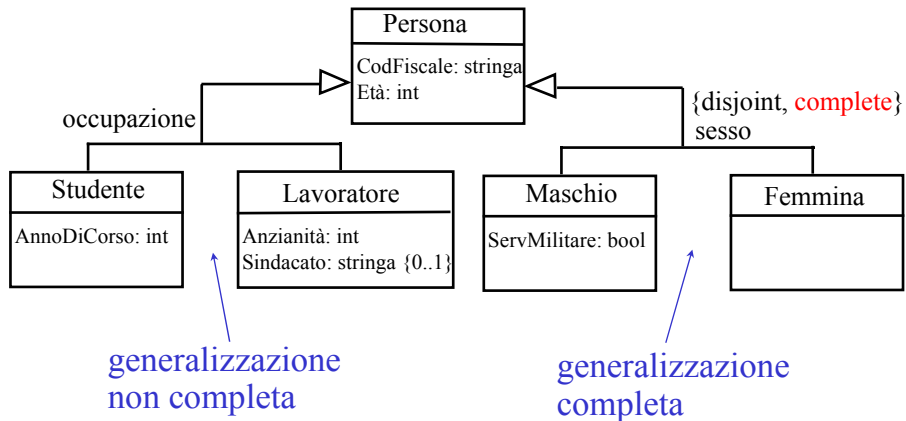 Persona
CodFiscale: stringa
Età: int
occupazione
{disjoint, complete}
sesso
Studente
AnnoDiCorso: int
Lavoratore
Anzianità: int
Sindacato: stringa {0..1}
Maschio
ServMilitare: bool
Femmina
generalizzazione
non completa
generalizzazione
completa